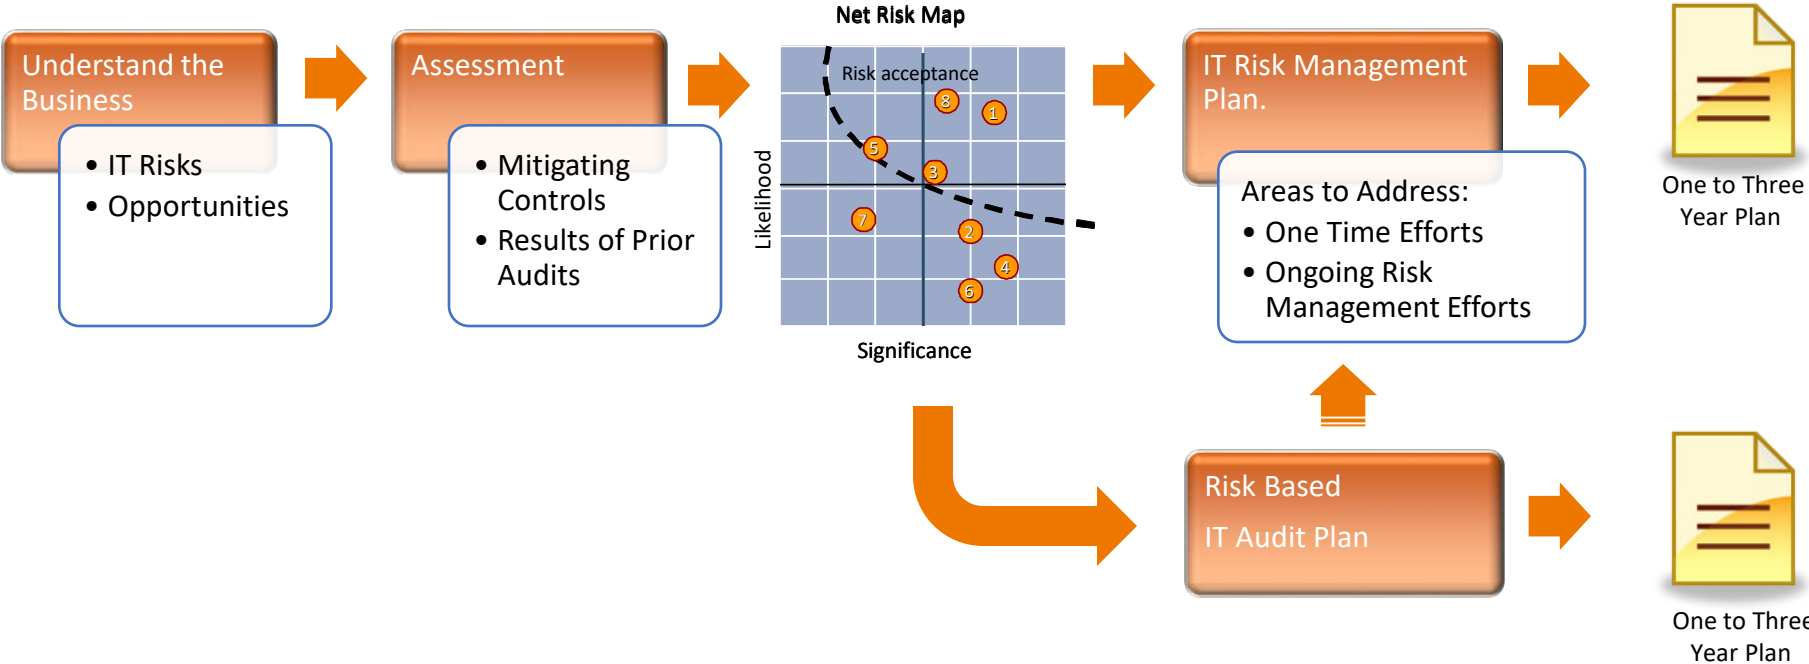 Net Risk Map
Understand the
Business
• IT Risks
• Opportunities
Assessment
• Mitigating
Controls
• Results of Prior
Audits
Risk acceptance
8
1
5
3
7
2
4
6
Likelihood
Significance
IT Risk Management
Plan.
Areas to Address:
• One Time Efforts
• Ongoing Risk
Management Efforts
One to Three
Year Plan
Risk Based
IT Audit Plan
One to Three
Year Plan